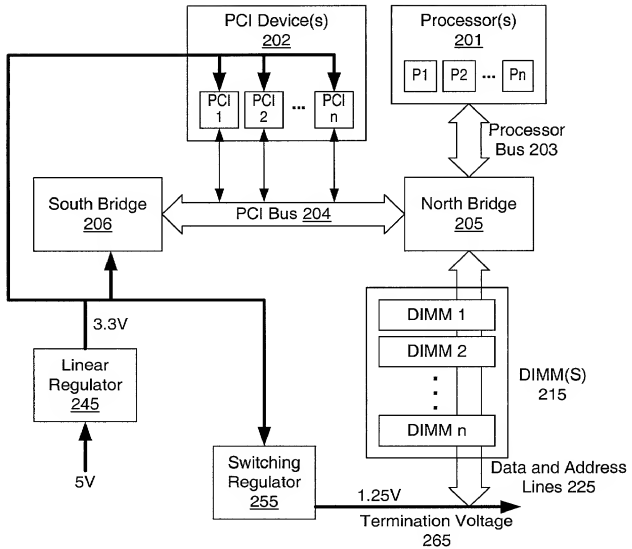 PCI Device(s)
202
PCI
1
PCI
2
...
PCI
n
Processor(s)
201
P1
P2
...
Pn
Processor
Bus 203
South Bridge
206
PCI Bus 204
North Bridge
205
3.3V
Linear
Regulator
245
5V
DIMM 1
DIMM 2
DIMM n
DIMM(S)
215
Switching
Regulator
255
1.25V
Data and Address
Lines 225
Termination Voltage
265